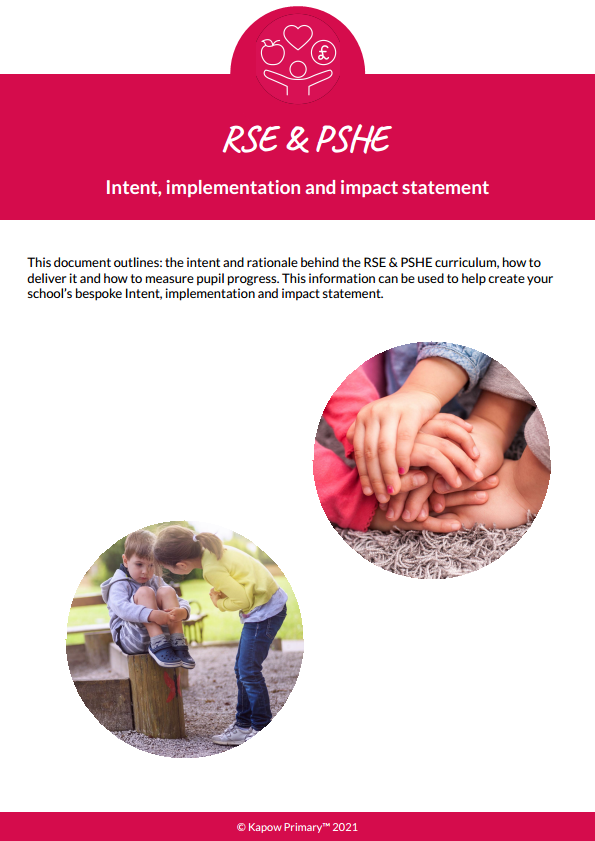 £
RSE & PSHE
Intent, implementation and impact statement
This document outlines: the intent and rationale behind the RSE & PSHE curriculum, how to
deliver it and how to measure pupil progress. This information can be used to help create your
school's bespoke Intent, implementation and impact statement.
© Kapow Primary™ 2021